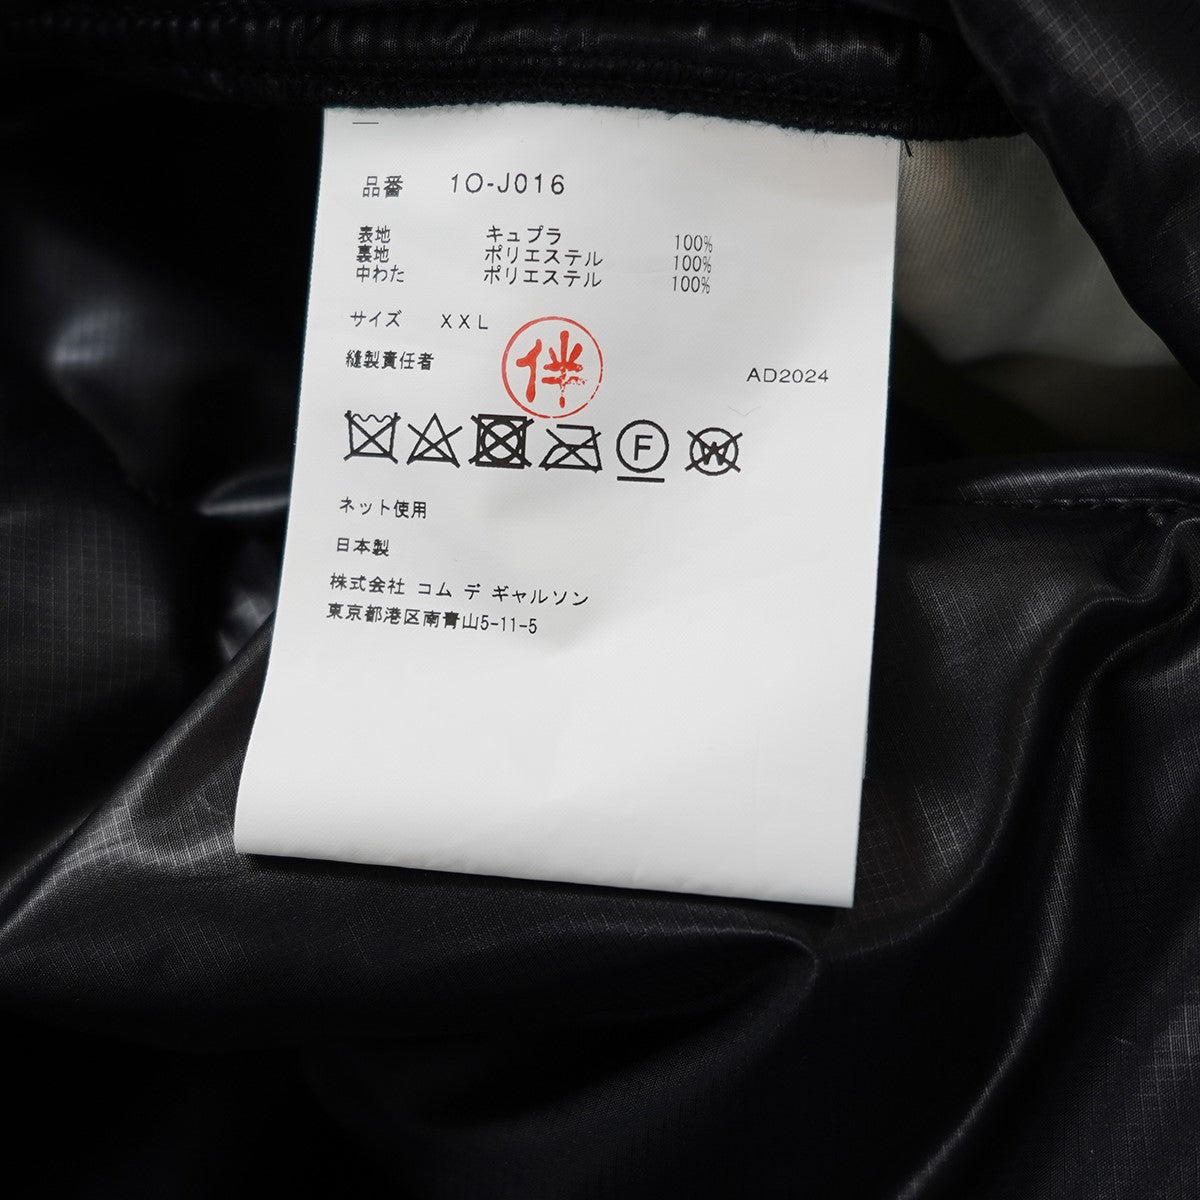 品番 1O-J016
表地 キュプラ 100%
裏地 ポリエステル 100%
中わた ポリエステル 100%
サイズ XXL
縫製責任者 伴
AD2024
F W
ネット使用
日本製
株式会社 コム デ ギャルソン
東京都港区南青山5-11-5